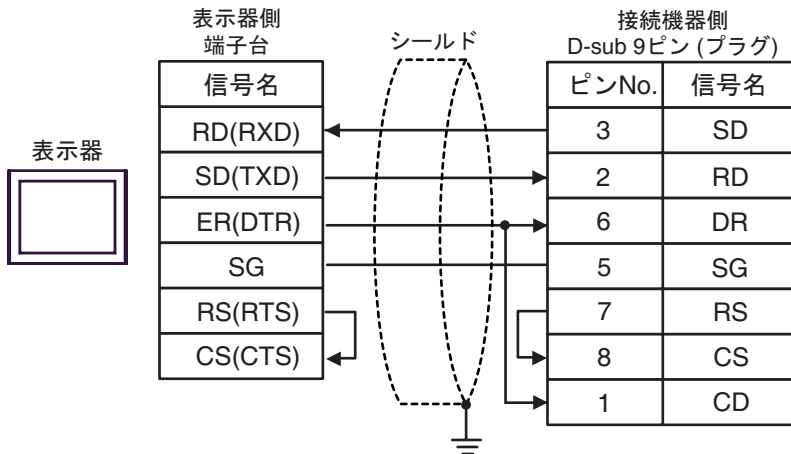 表示器側
端子台
シールド
接続機器側
D-sub 9ピン (プラグ)
表示器
信号名
RD(RXD)
SD(TXD)
ER(DTR)
SG
RS(RTS)
CS(CTS)
ピンNo. 信号名
3 SD
2 RD
6 DR
5 SG
7 RS
8 CS
1 CD